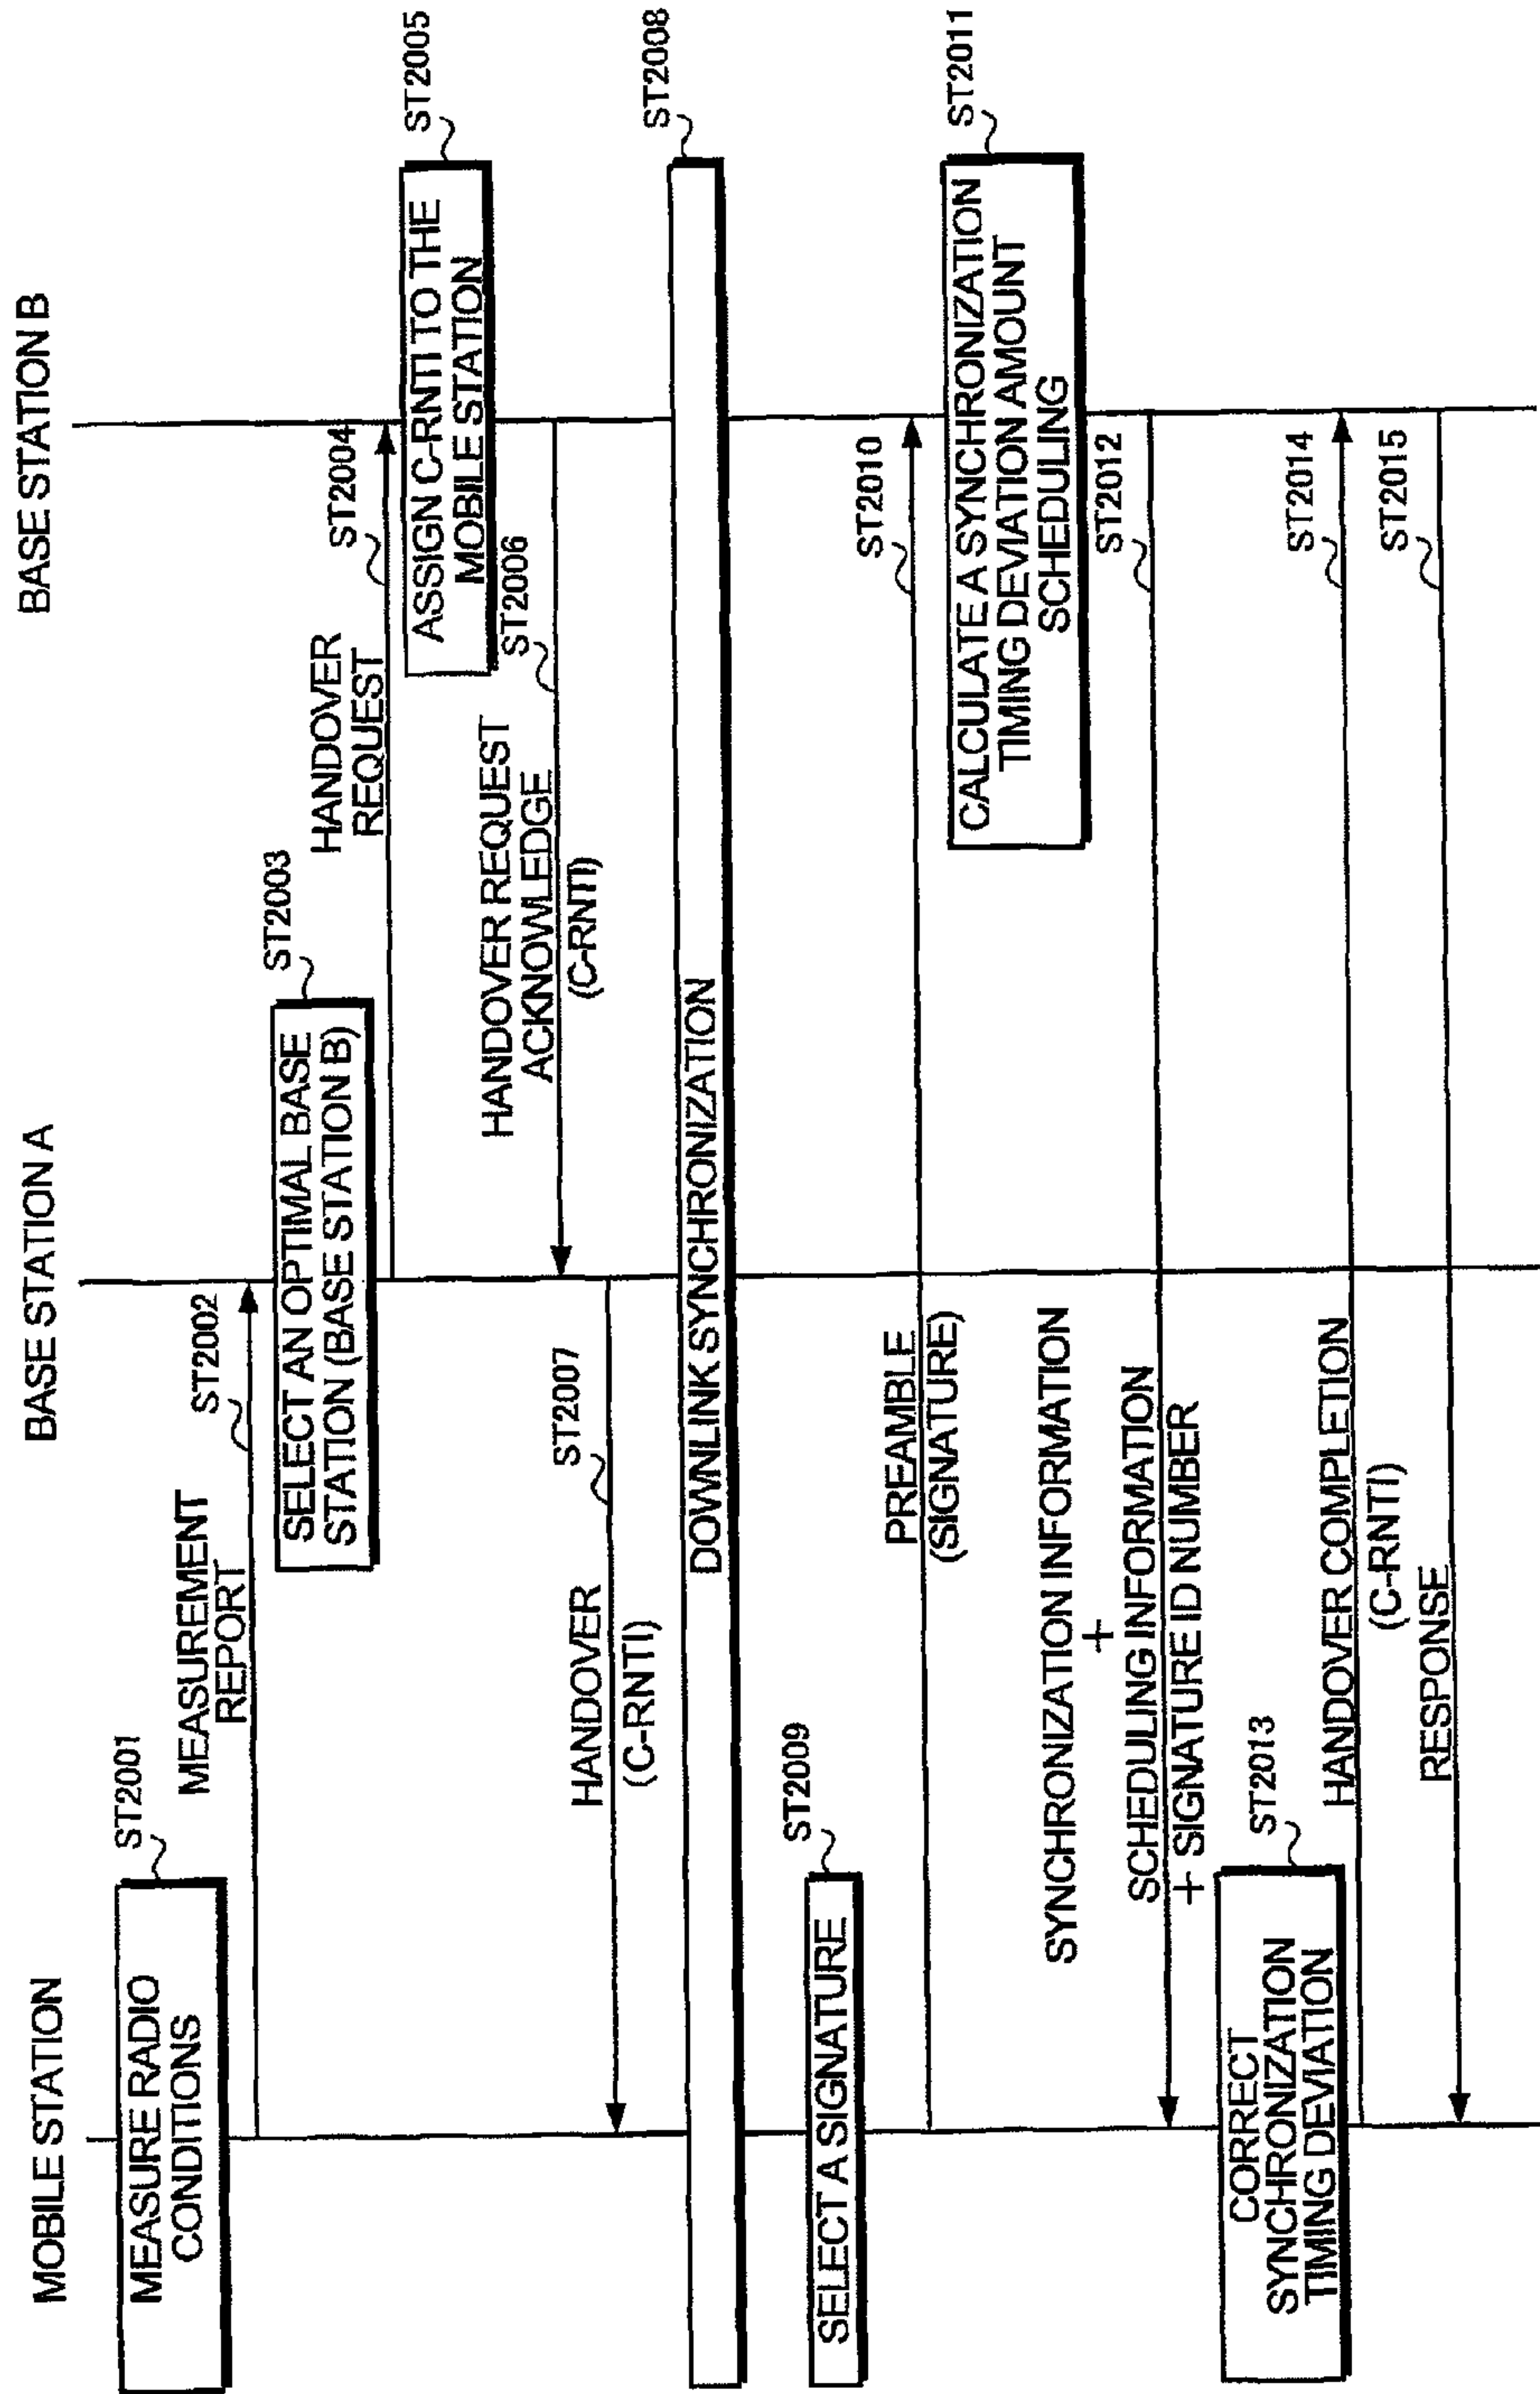 MOBILE STATION
BASE STATION A
BASE STATION B
MEASURE RADIO
CONDITIONS
ST2001
MEASUREMENT
REPORT
ST2002
SELECT AN OPTIMAL BASE
STATION (BASE STATION B)
ST2003
HANDOVER
REQUEST
ST2004
ASSIGN C-RNTI TO THE
MOBILE STATION
ST2005
HANDOVER REQUEST
ACKNOWLEDGE
(C-RNTI)
ST2006
HANDOVER
(C-RNTI)
ST2007
DOWNLINK SYNCHRONIZATION
ST2008
SELECT A SIGNATURE
ST2009
PREAMBLE
(SIGNATURE)
ST2010
CALCULATE A SYNCHRONIZATION
TIMING DEVIATION AMOUNT
SCHEDULING
ST2011
SYNCHRONIZATION INFORMATION
+
SCHEDULING INFORMATION
+ SIGNATURE ID NUMBER
ST2012
CORRECT
SYNCHRONIZATION
TIMING DEVIATION
ST2013
HANDOVER COMPLETION
(C-RNTI)
ST2014
RESPONSE
ST2015